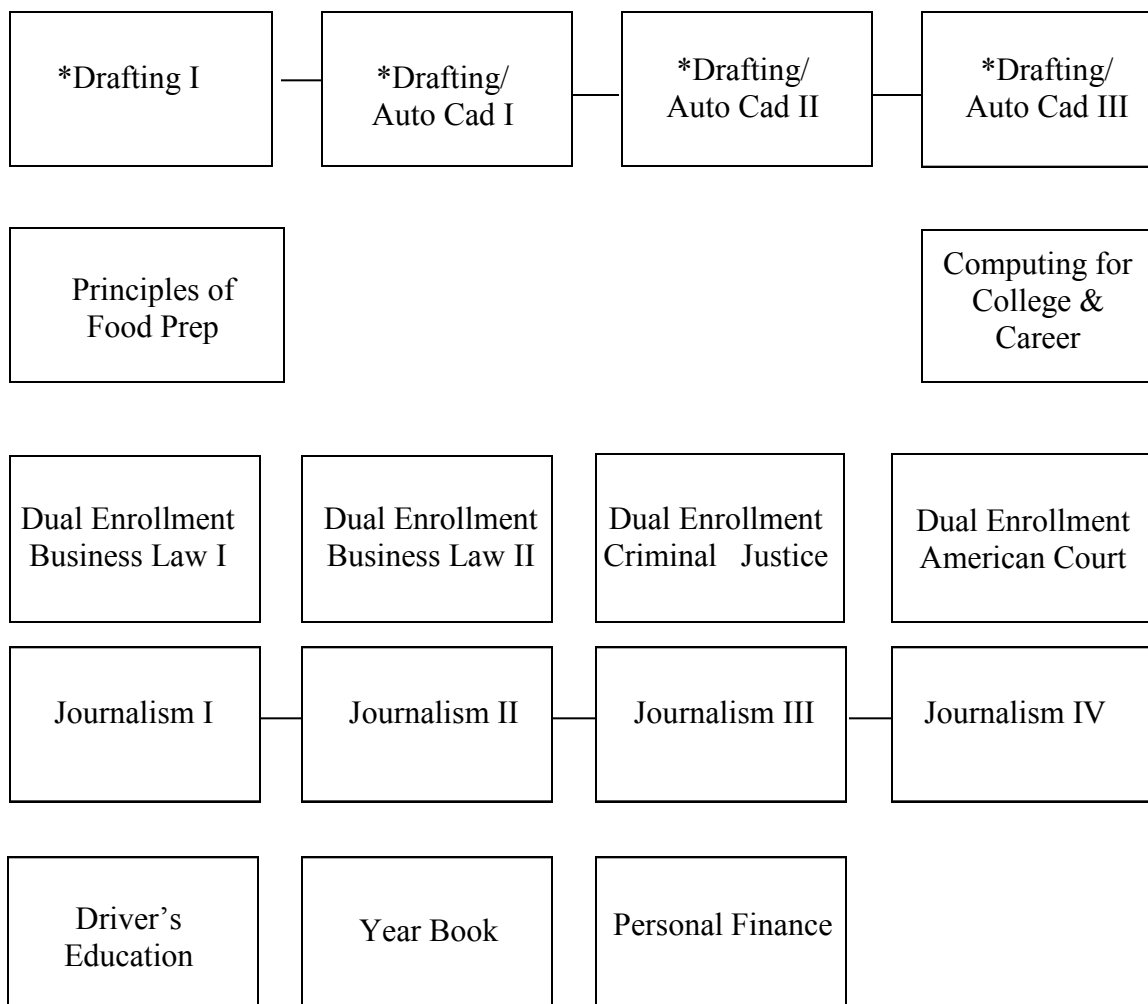 *Drafting I
*Drafting/
Auto Cad I
*Drafting/
Auto Cad II
*Drafting/
Auto Cad III
Principles of
Food Prep
Computing for
College &
Career
Dual Enrollment
Business Law I
Dual Enrollment
Business Law II
Dual Enrollment
Criminal Justice
Dual Enrollment
American Court
Journalism I
Journalism II
Journalism III
Journalism IV
Driver’s
Education
Year Book
Personal Finance